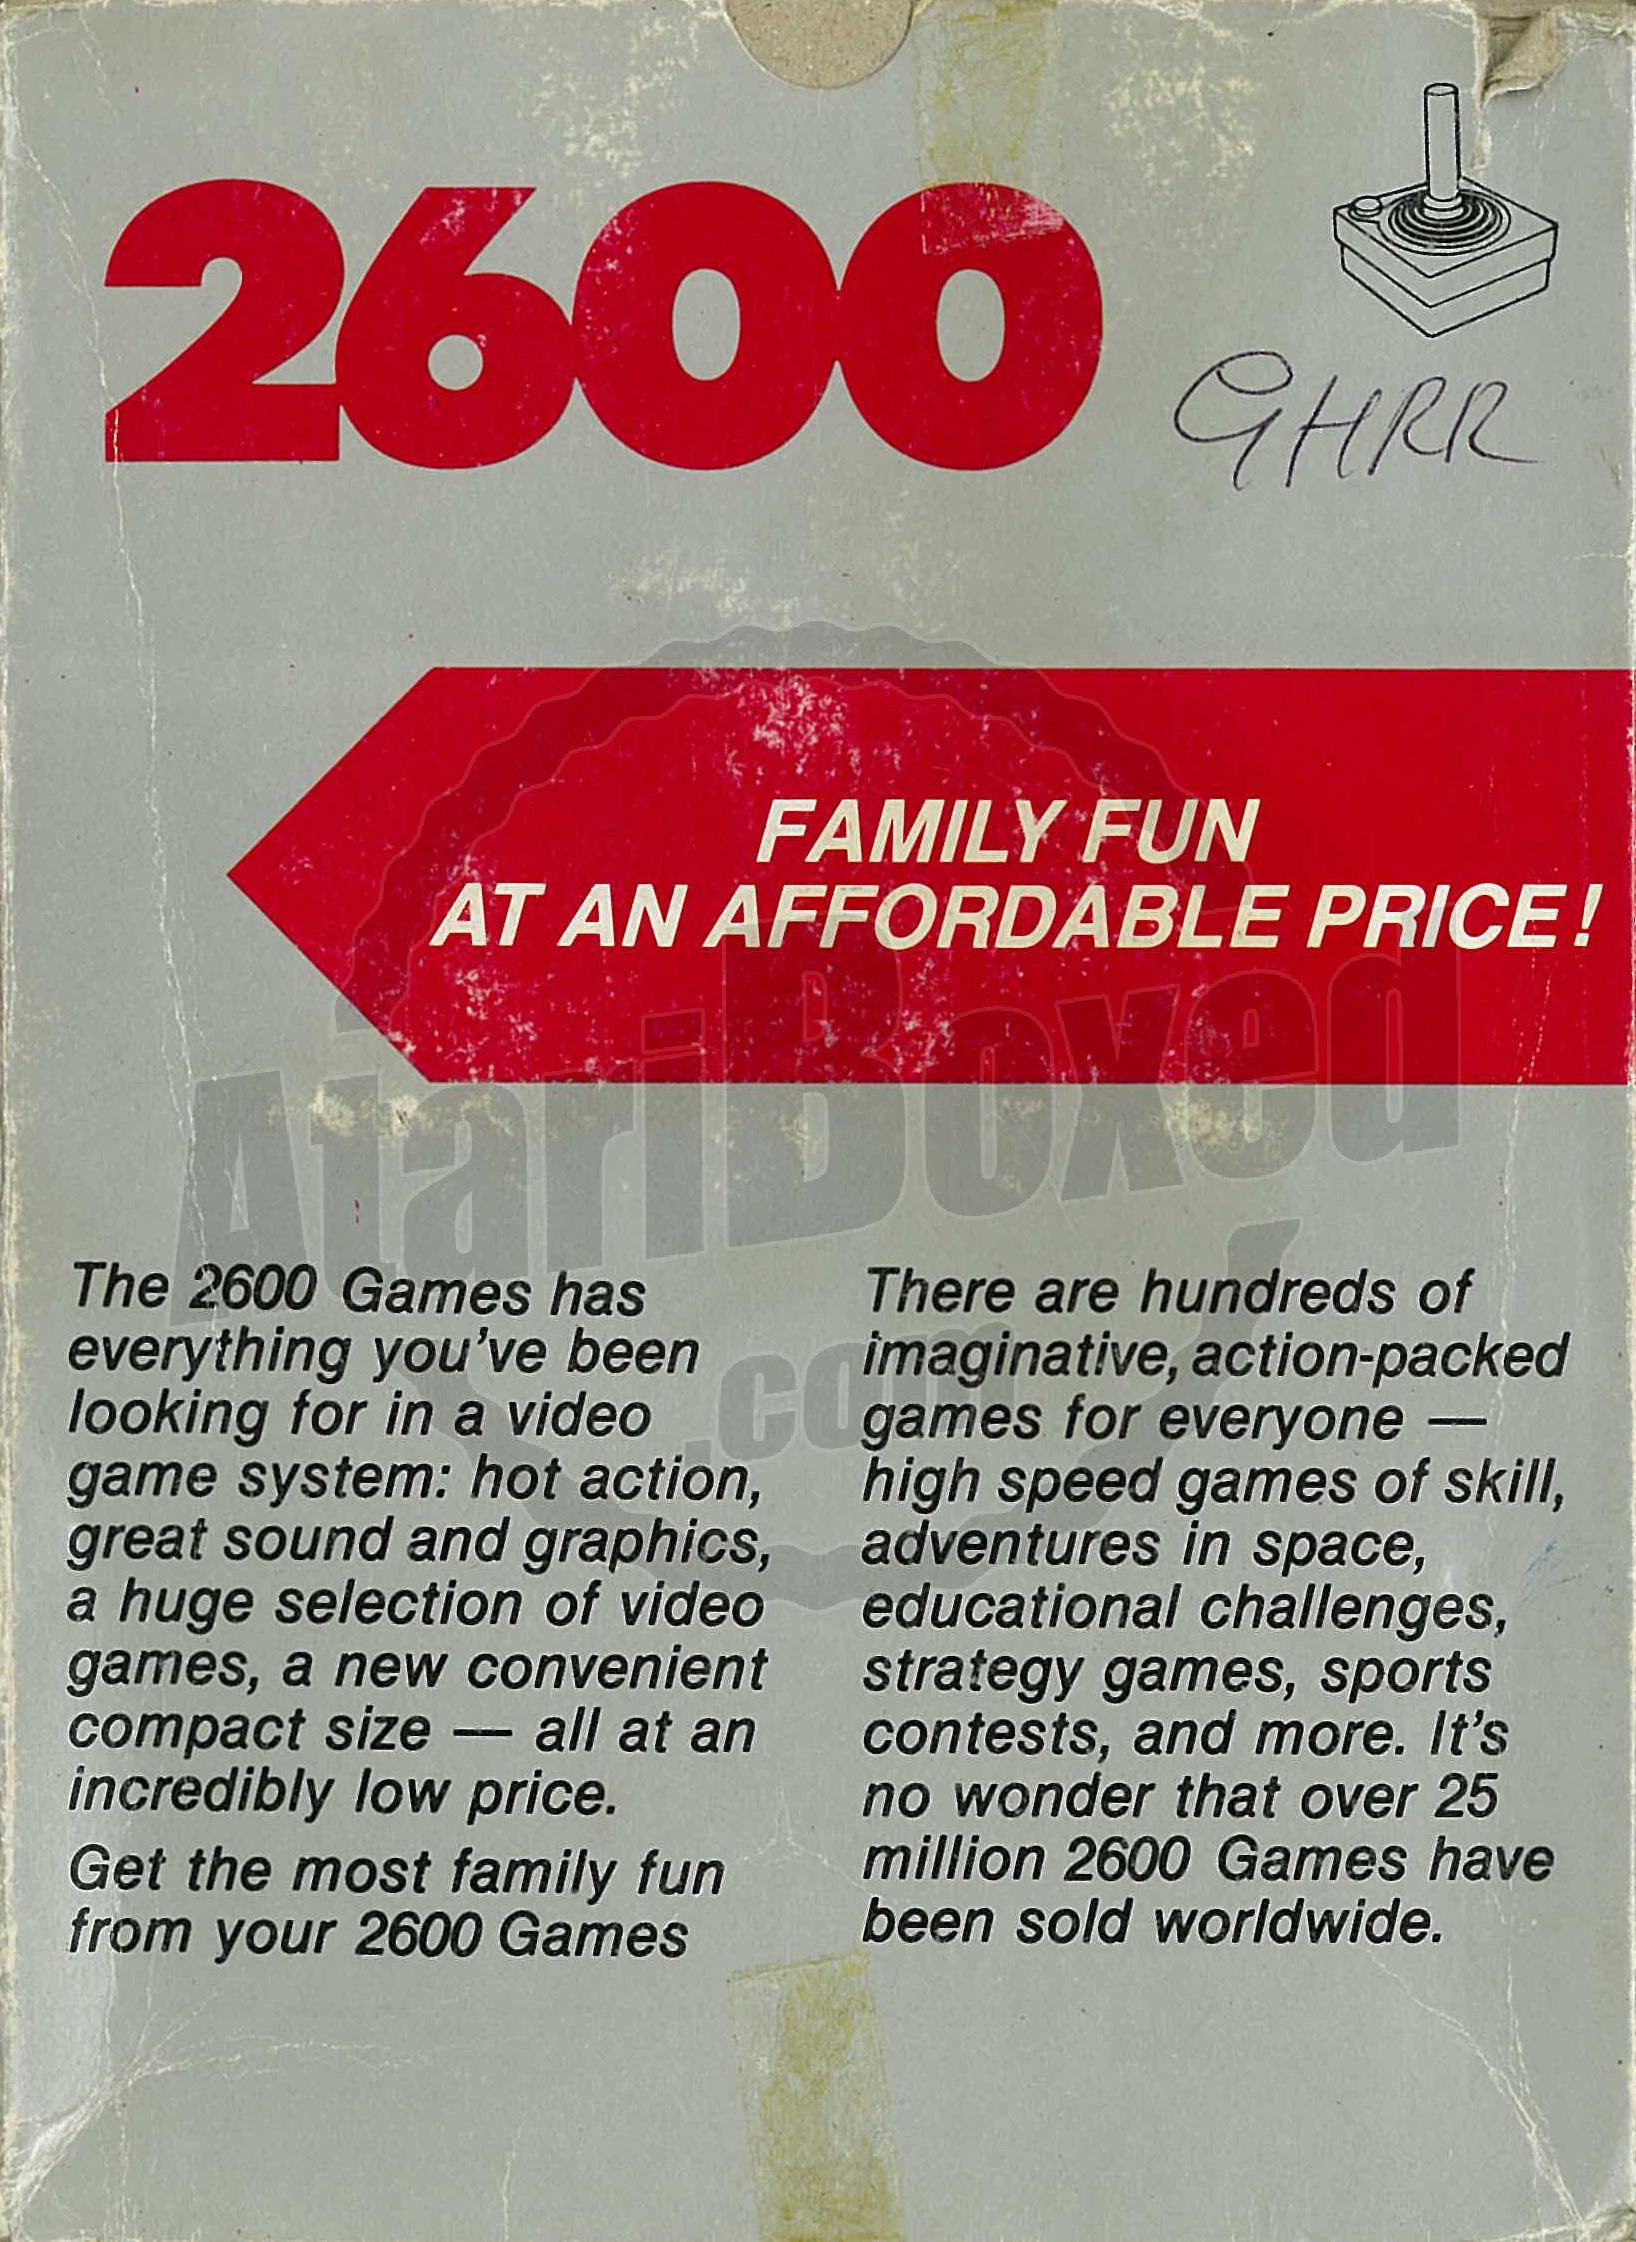 2600
GHRR
FAMILY FUN
AT AN AFFORDABLE PRICE!
AtariBoxed
.com
The 2600 Games has
everything you've been
looking for in a video
game system: hot action,
great sound and graphics,
a huge selection of video
games, a new convenient
compact size — all at an
incredibly low price.
Get the most family fun
from your 2600 Games
There are hundreds of
imaginative, action-packed
games for everyone —
high speed games of skill,
adventures in space,
educational challenges,
strategy games, sports
contests, and more. It's
no wonder that over 25
million 2600 Games have
been sold worldwide.